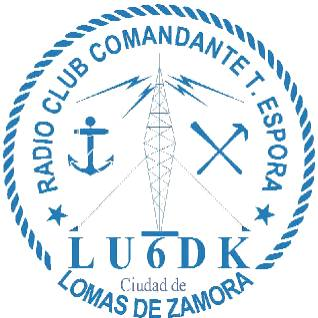 RADIO CLUB COMANDANTE T. ESPORA
LU6DK
Ciudad de
LOMAS DE ZAMORA